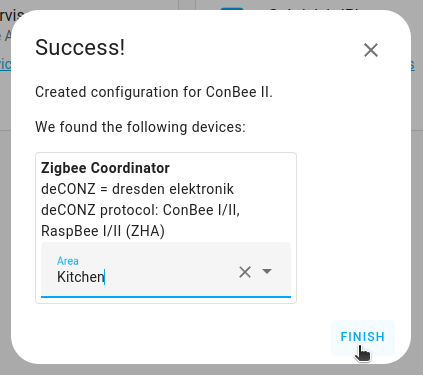 Success!
Created configuration for ConBee II.
We found the following devices:
Zigbee Coordinator
deCONZ = dresden elektronik
deCONZ protocol: ConBee I/II,
RaspBee I/II (ZHA)
Area
Kitchen
FINISH